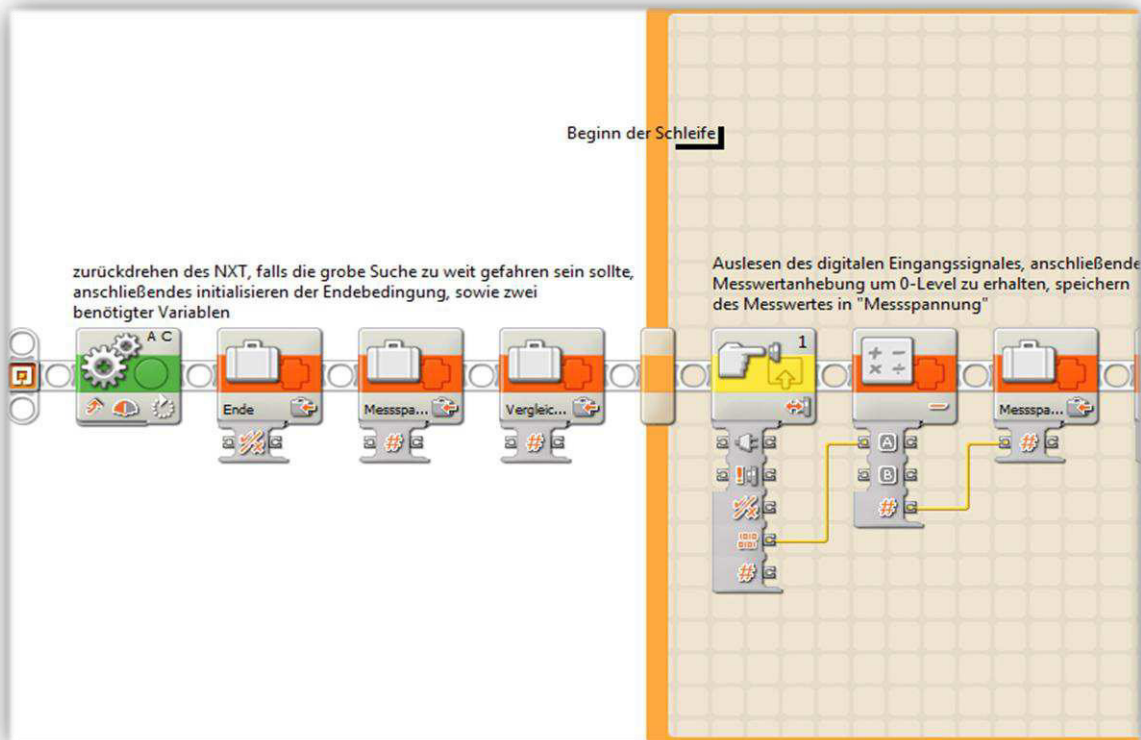 Beginn der Schleife
zurückdrehen des NXT, falls die grobe Suche zu weit gefahren sein sollte,
anschließendes initialisieren der Endebedingung, sowie zwei
benötigter Variablen
Auslesen des digitalen Eingangssignales, anschließende
Messwertanhebung um 0-Level zu erhalten, speichern
des Messwertes in "Messspannung"
A C
Ende
Messspa...
Vergleic...
1
Messspa...
A
B